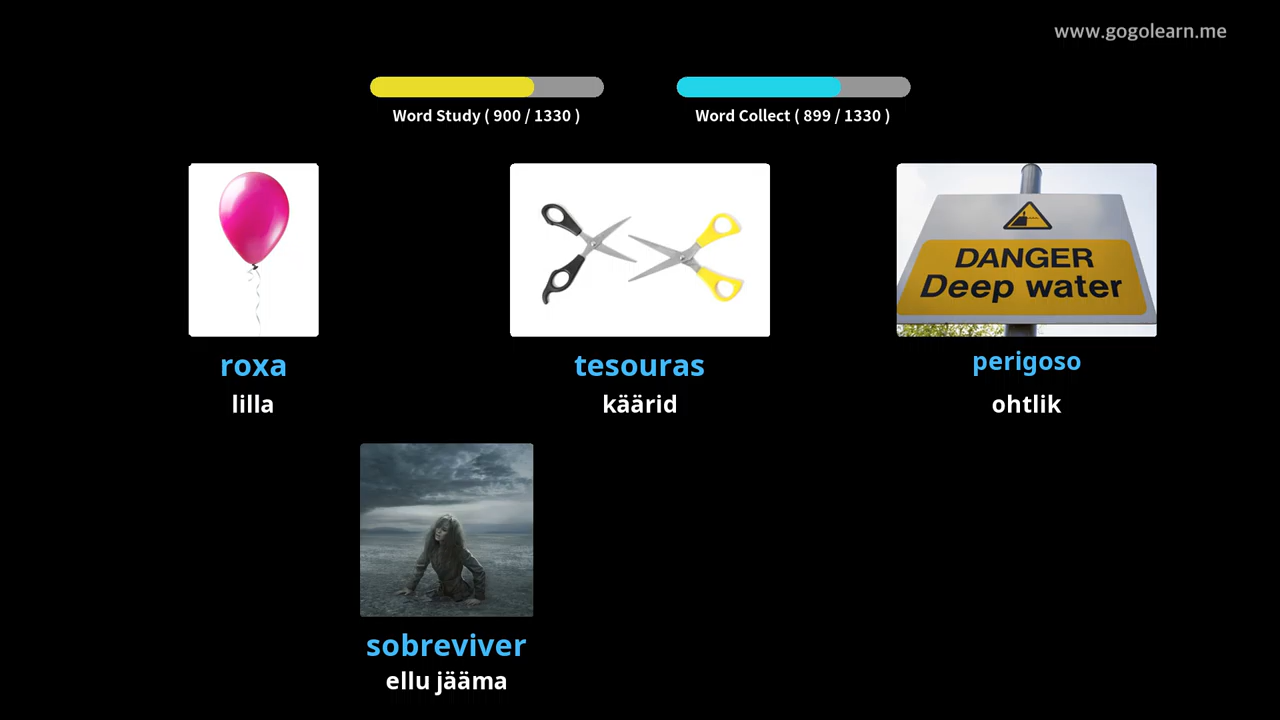 www.gogolearn.me
Word Study ( 900 / 1330 )
Word Collect ( 899 / 1330 )
DANGER
Deep water
roxa
lilla
tesouras
käärid
perigoso
ohtlik
sobreviver
ellu jääma